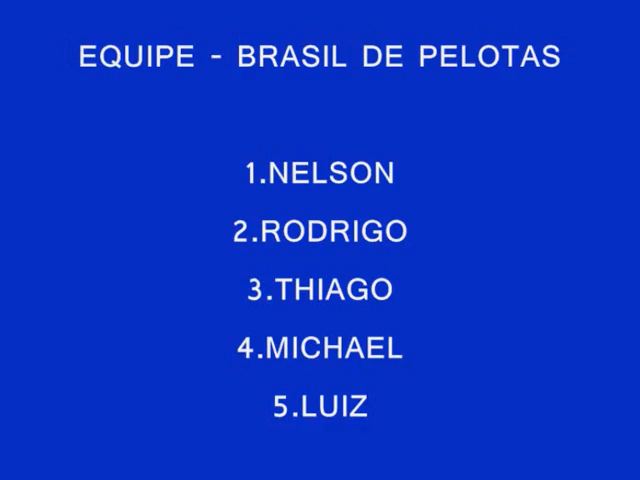 EQUIPE - BRASIL DE PELOTAS
1.NELSON
2.RODRIGO
3.THIAGO
4.MICHAEL
5.LUIZ